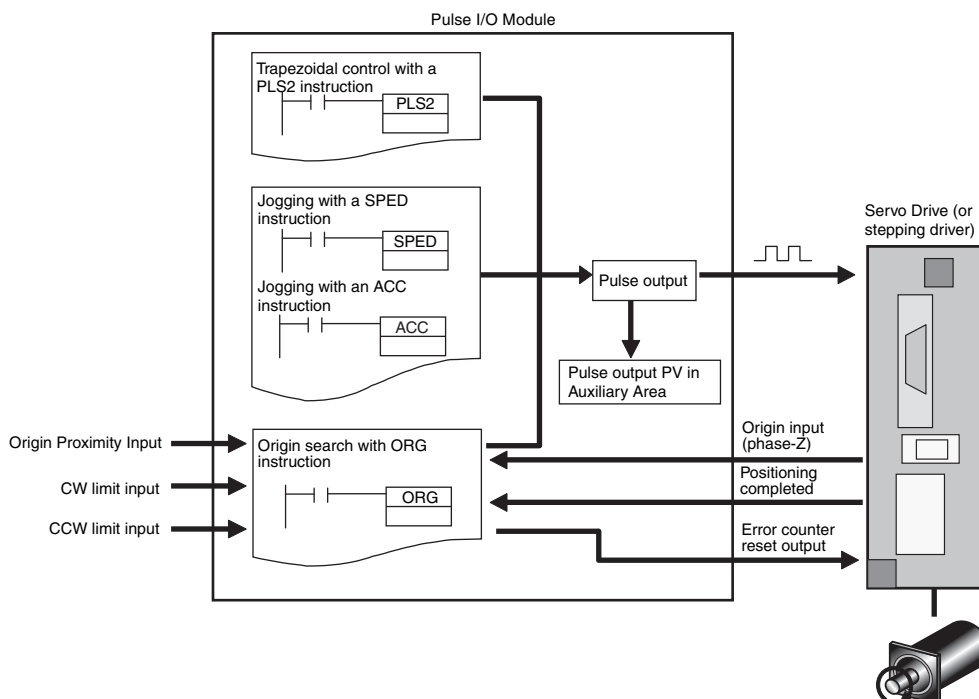 Pulse I/O Module
Trapezoidal control with a
PLS2 instruction
PLS2
Jogging with a SPED
instruction
SPED
Jogging with an ACC
instruction
ACC
Pulse output
Pulse output PV in
Auxiliary Area
Servo Drive (or
stepping driver)
Origin Proximity Input
CW limit input
CCW limit input
Origin search with ORG
instruction
ORG
Origin input
(phase-Z)
Positioning
completed
Error counter
reset output